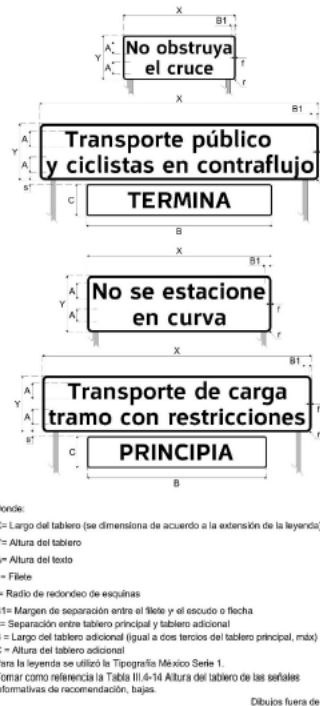 X
B1
Y
A
A
No obstruya
el cruce
f
r
X
B1
Y
A
A
Transporte público
y ciclistas en contraflujo
s
C
TERMINA
B
X
B1
Y
A
A
No se estacione
en curva
f
r
X
B1
Y
A
A
Transporte de carga
tramo con restricciones
f
s
C
PRINCIPIA
B
Donde:
= Largo del tablero (se dimensiona de acuerdo a la extensión de la leyenda)
= Altura del tablero
= Altura del texto
= Filete
= Radio de redondeo de esquinas
B1= Margen de separación entre el filete y el escudo o flecha
= Separación entre tablero principal y tablero adicional
= Largo del tablero adicional (igual a dos tercios del tablero principal, máx)
= Altura del tablero adicional
Para la leyenda se utilizó la Tipografía México Serie 1.
Tomar como referencia la Tabla III.4-14 Altura del tablero de las señales
informativas de recomendación, bajas.
Dibujos fuera de